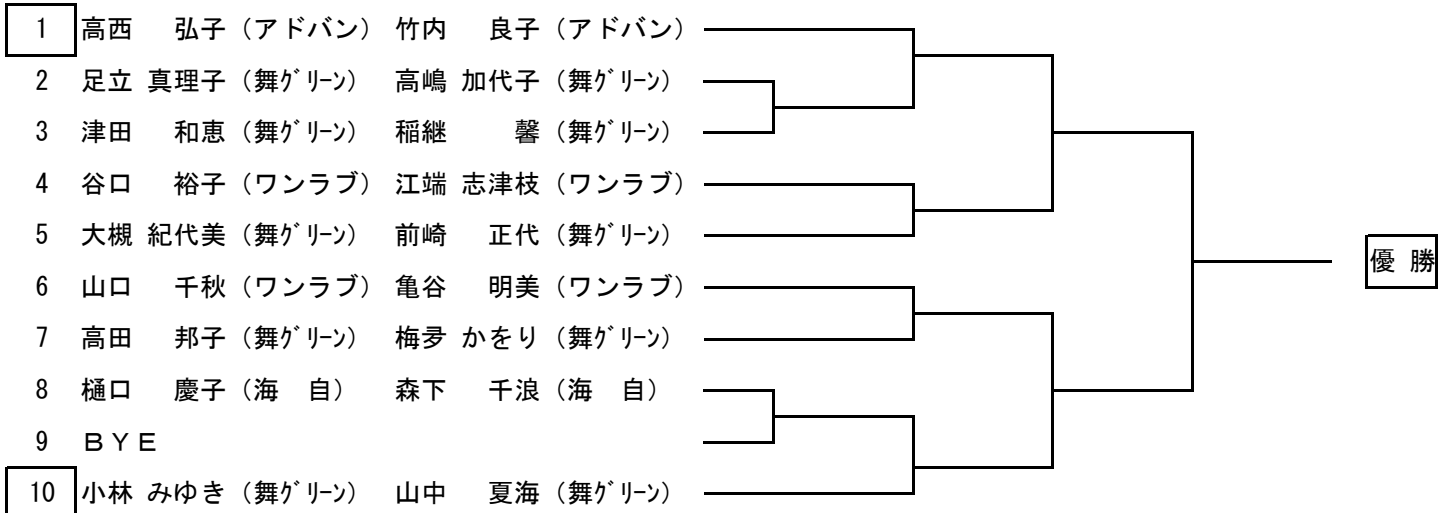 1 高西 弘子（アドバン） 竹内 良子（アドバン）
2 足立 真理子（舞ｸﾞﾘｰﾝ） 高嶋 加代子（舞ｸﾞﾘｰﾝ）
3 津田 和恵（舞ｸﾞﾘｰﾝ） 稲継 馨（舞ｸﾞﾘｰﾝ）
4 谷口 裕子（ワンラブ） 江端 志津枝（ワンラブ）
5 大槻 紀代美（舞ｸﾞﾘｰﾝ） 前崎 正代（舞ｸﾞﾘｰﾝ）
優 勝
6 山口 千秋（ワンラブ） 亀谷 明美（ワンラブ）
7 高田 邦子（舞ｸﾞﾘｰﾝ） 梅夛 かをり（舞ｸﾞﾘｰﾝ）
8 樋口 慶子（海 自） 森下 千浪（海 自）
9 ＢＹＥ
10 小林 みゆき（舞ｸﾞﾘｰﾝ） 山中 夏海（舞ｸﾞﾘｰﾝ）